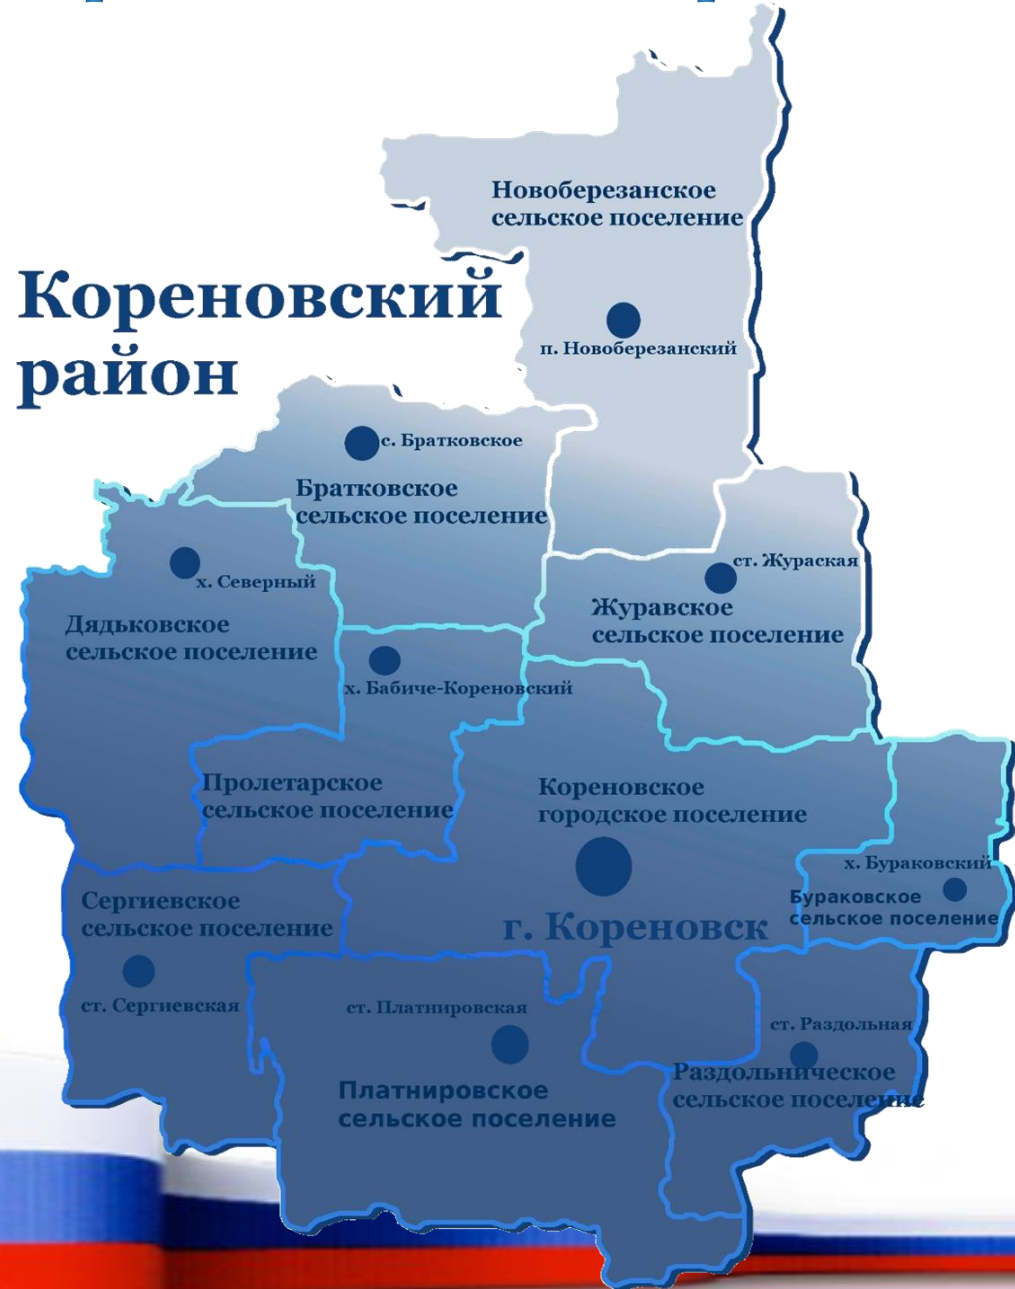 Новоберезанское
сельское поселение
Кореновский
район
п. Новоберезанский
с. Братковское
Братковское
сельское поселение
ст. Жураская
х. Северный
Журавское
сельское поселение
Дядьковское
сельское поселение
х. Бабиче-Кореновский
Пролетарское
сельское поселение
Кореновское
городское поселение
х. Бураковский
Бураковское
сельское поселение
Сергиевское
сельское поселение
г. Кореновск
ст. Сергиевская
ст. Платнировская
ст. Раздольная
Раздольническое
сельское поселение
Платнировское
сельское поселение